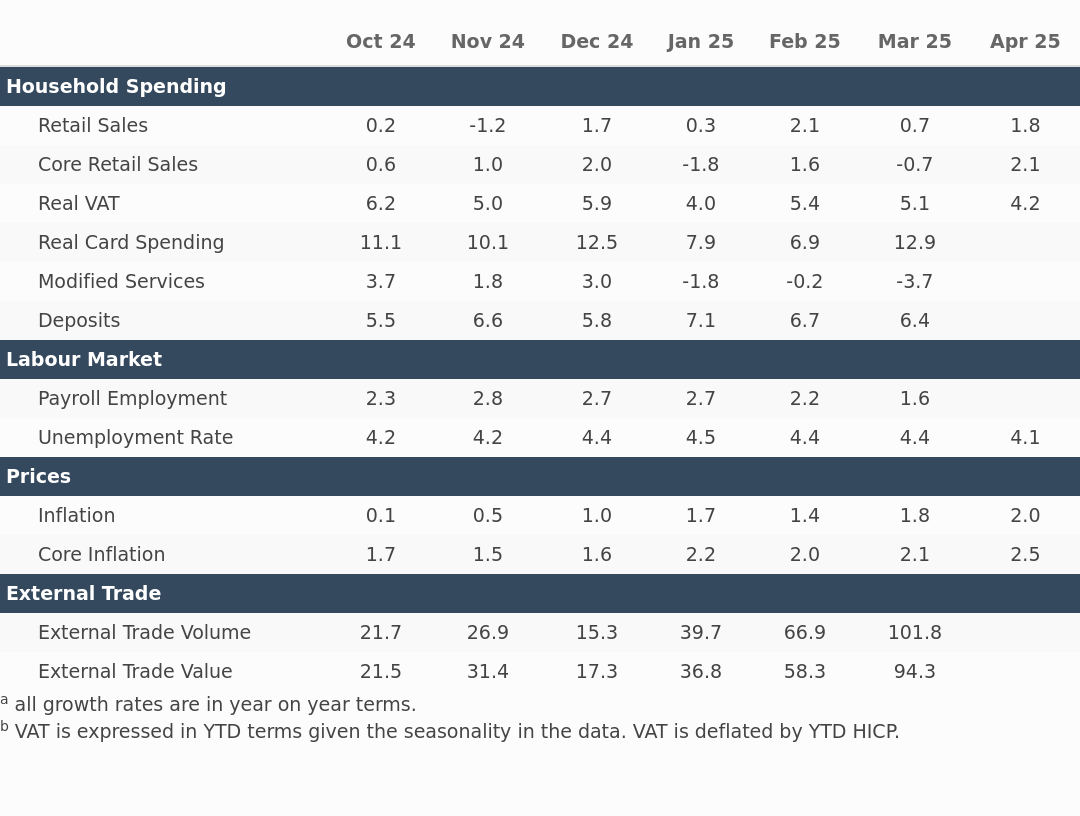 Oct 24 Nov 24 Dec 24 Jan 25 Feb 25 Mar 25 Apr 25
Household Spending
Retail Sales 0.2 -1.2 1.7 0.3 2.1 0.7 1.8
Core Retail Sales 0.6 1.0 2.0 -1.8 1.6 -0.7 2.1
Real VAT 6.2 5.0 5.9 4.0 5.4 5.1 4.2
Real Card Spending 11.1 10.1 12.5 7.9 6.9 12.9
Modified Services 3.7 1.8 3.0 -1.8 -0.2 -3.7
Deposits 5.5 6.6 5.8 7.1 6.7 6.4
Labour Market
Payroll Employment 2.3 2.8 2.7 2.7 2.2 1.6
Unemployment Rate 4.2 4.2 4.4 4.5 4.4 4.4 4.1
Prices
Inflation 0.1 0.5 1.0 1.7 1.4 1.8 2.0
Core Inflation 1.7 1.5 1.6 2.2 2.0 2.1 2.5
External Trade
External Trade Volume 21.7 26.9 15.3 39.7 66.9 101.8
External Trade Value 21.5 31.4 17.3 36.8 58.3 94.3
a all growth rates are in year on year terms.
b VAT is expressed in YTD terms given the seasonality in the data. VAT is deflated by YTD HICP.